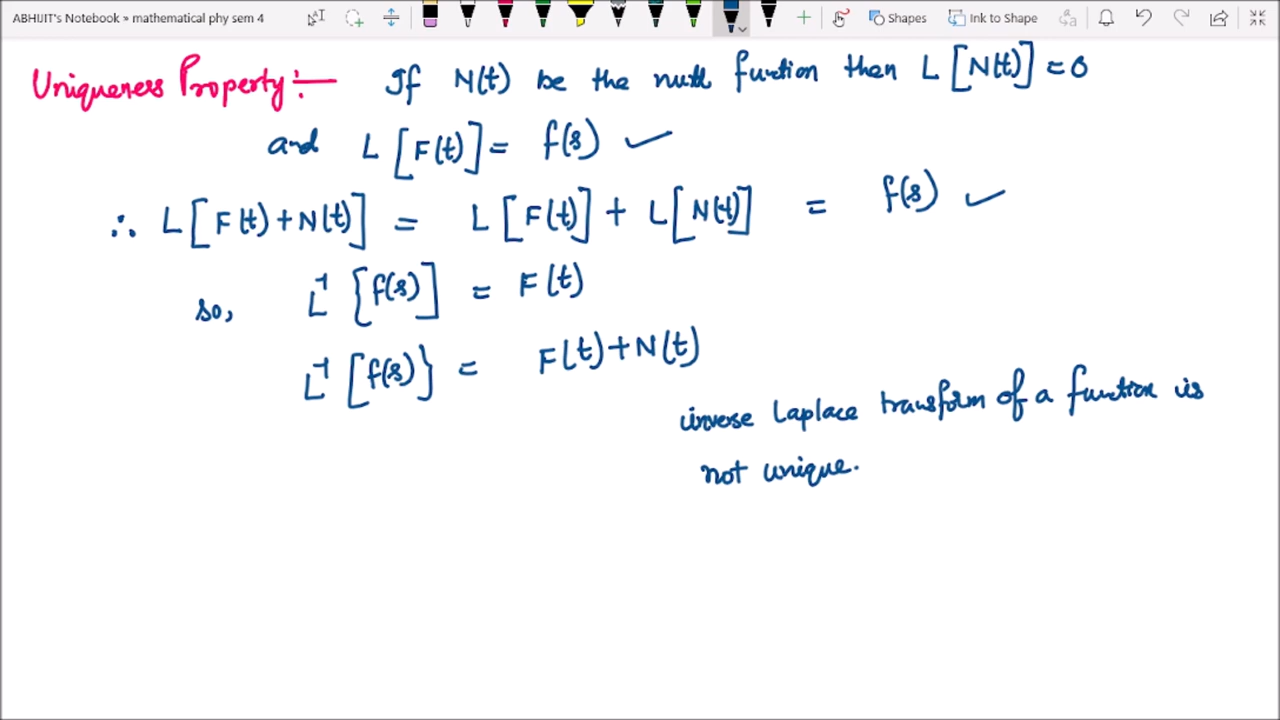 ABHIJIT's Notebook » mathematical phy sem 4
Shapes
Ink to Shape
Uniqueness Property:—
If N(t) be the null function then L[N(t)] = 0
and L[F(t)] = f(s) ✓
∴ L[F(t)+N(t)] = L[F(t)] + L[N(t)] = f(s) ✓
so, L⁻¹[f(s)] = F(t)
L⁻¹[f(s)} = F(t)+N(t)
inverse Laplace transform of a function is
not unique.